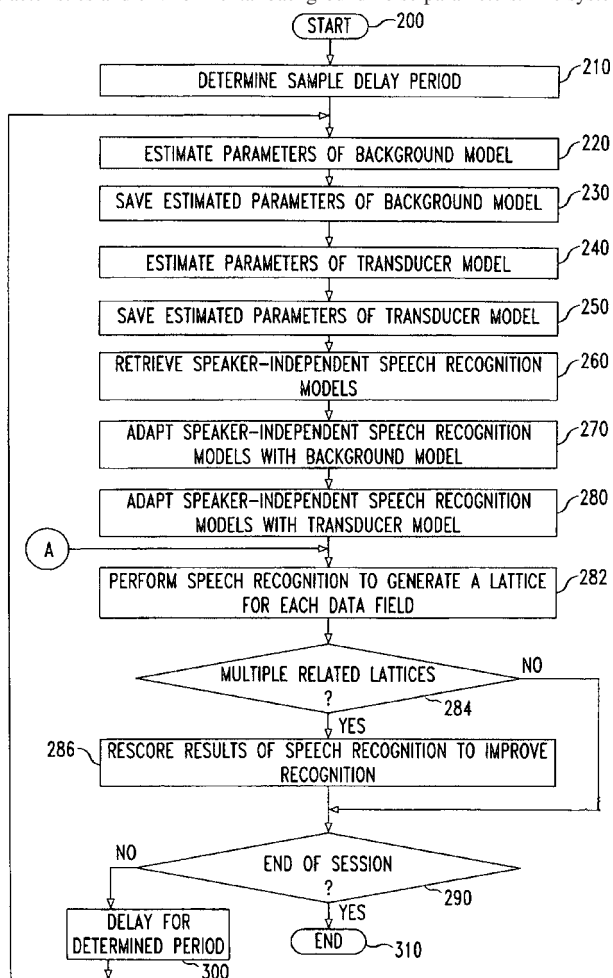 START 200
DETERMINE SAMPLE DELAY PERIOD 210
ESTIMATE PARAMETERS OF BACKGROUND MODEL 220
SAVE ESTIMATED PARAMETERS OF BACKGROUND MODEL 230
ESTIMATE PARAMETERS OF TRANSDUCER MODEL 240
SAVE ESTIMATED PARAMETERS OF TRANSDUCER MODEL 250
RETRIEVE SPEAKER-INDEPENDENT SPEECH RECOGNITION 260
MODELS
ADAPT SPEAKER-INDEPENDENT SPEECH RECOGNITION 270
MODELS WITH BACKGROUND MODEL
ADAPT SPEAKER-INDEPENDENT SPEECH RECOGNITION 280
MODELS WITH TRANSDUCER MODEL
A
PERFORM SPEECH RECOGNITION TO GENERATE A LATTICE 282
FOR EACH DATA FIELD
MULTIPLE RELATED LATTICES NO
? 284
YES
286 RESCORE RESULTS OF SPEECH RECOGNITION TO IMPROVE
RECOGNITION
NO END OF SESSION
? 290
YES
DELAY FOR
DETERMINED PERIOD 300
END 310